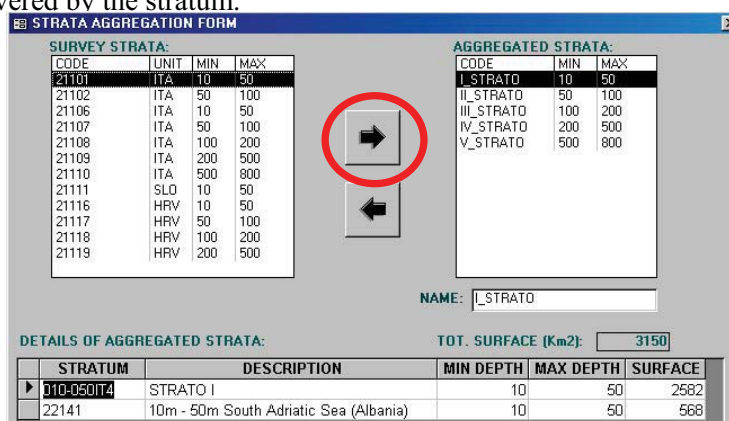 vered by the stratum.
STRATA AGGREGATION FORM
SURVEY STRATA:
CODE UNIT MIN MAX
21101 ITA 10 50
21102 ITA 50 100
21106 ITA 10 50
21107 ITA 50 100
21108 ITA 100 200
21109 ITA 200 500
21110 ITA 500 800
21111 SLO 10 50
21116 HRV 10 50
21117 HRV 50 100
21118 HRV 100 200
21119 HRV 200 500
AGGREGATED STRATA:
CODE MIN MAX
I_STRATO 10 50
II_STRATO 50 100
III_STRATO 100 200
IV_STRATO 200 500
V_STRATO 500 800
NAME: I_STRATO
DETAILS OF AGGREGATED STRATA: TOT. SURFACE (Km2): 3150
STRATUM DESCRIPTION MIN DEPTH MAX DEPTH SURFACE
010-050IT4 STRATO I 10 50 2582
22141 10m - 50m South Adriatic Sea (Albania) 10 50 568